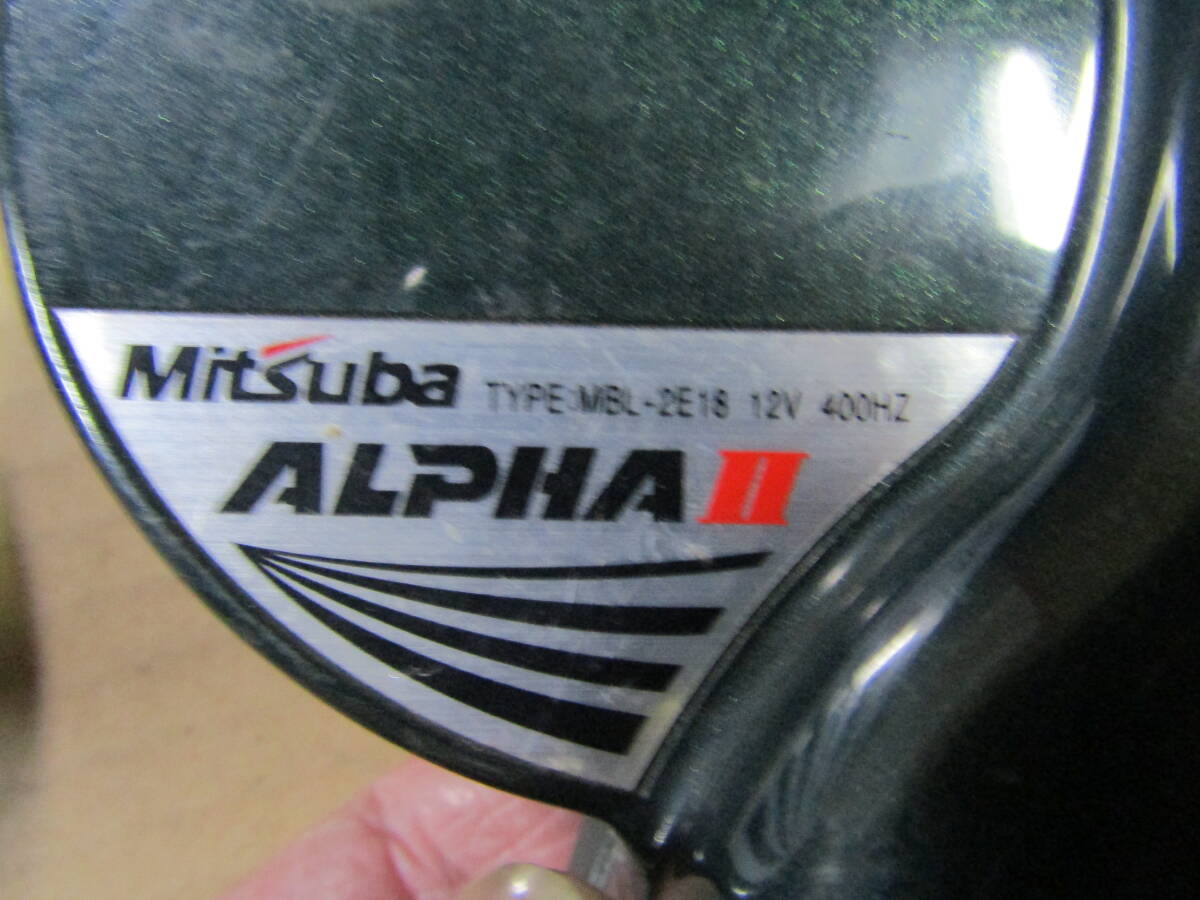 Mitsuba TYPE:MBL-2E18 12V 400HZ
ALPHA II